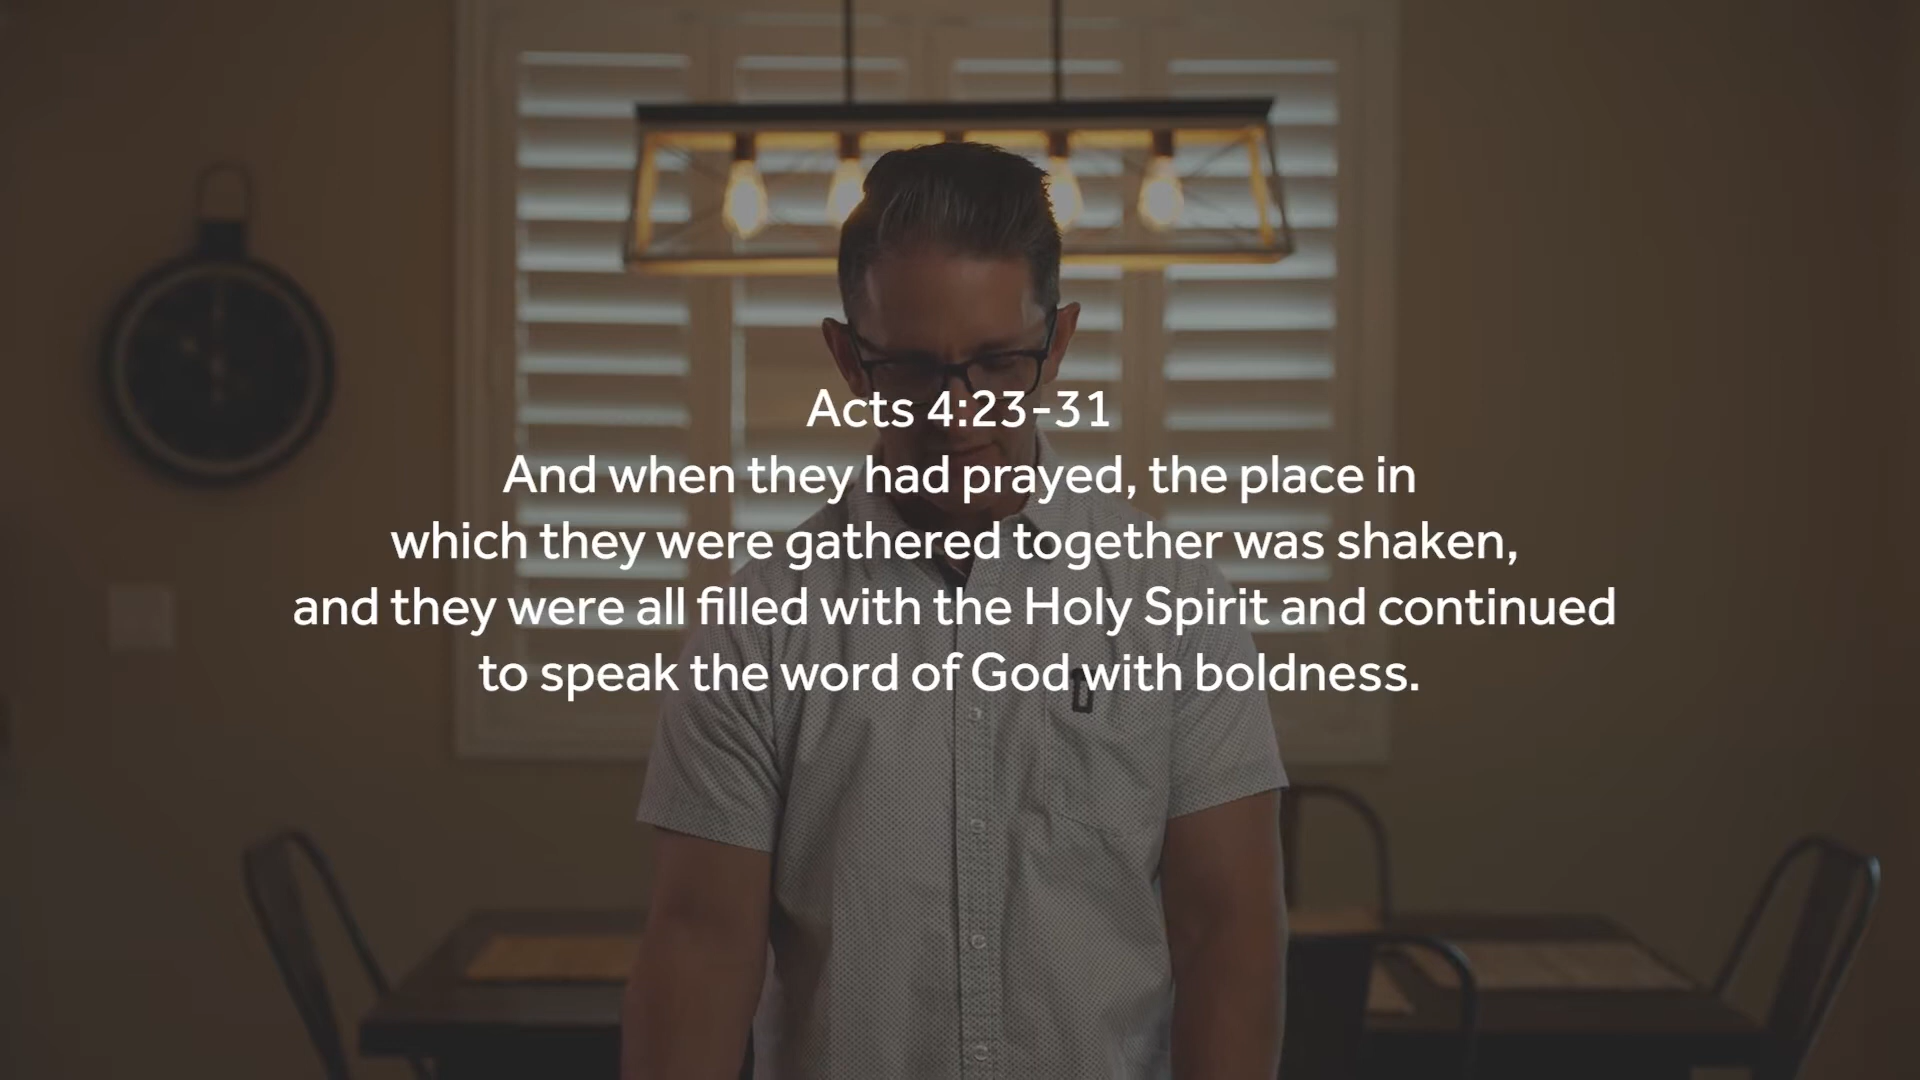 Acts 4:23-31
And when they had prayed, the place in
which they were gathered together was shaken,
and they were all filled with the Holy Spirit and continued
to speak the word of God with boldness.